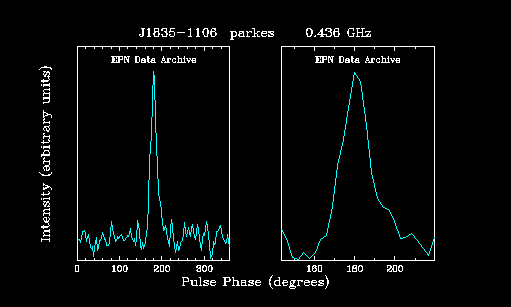 J1835-1106 parkes 0.436 GHz
EPN Data Archive
EPN Data Archive
Intensity (arbitrary units)
0 100 200 300
160 180 200
Pulse Phase (degrees)